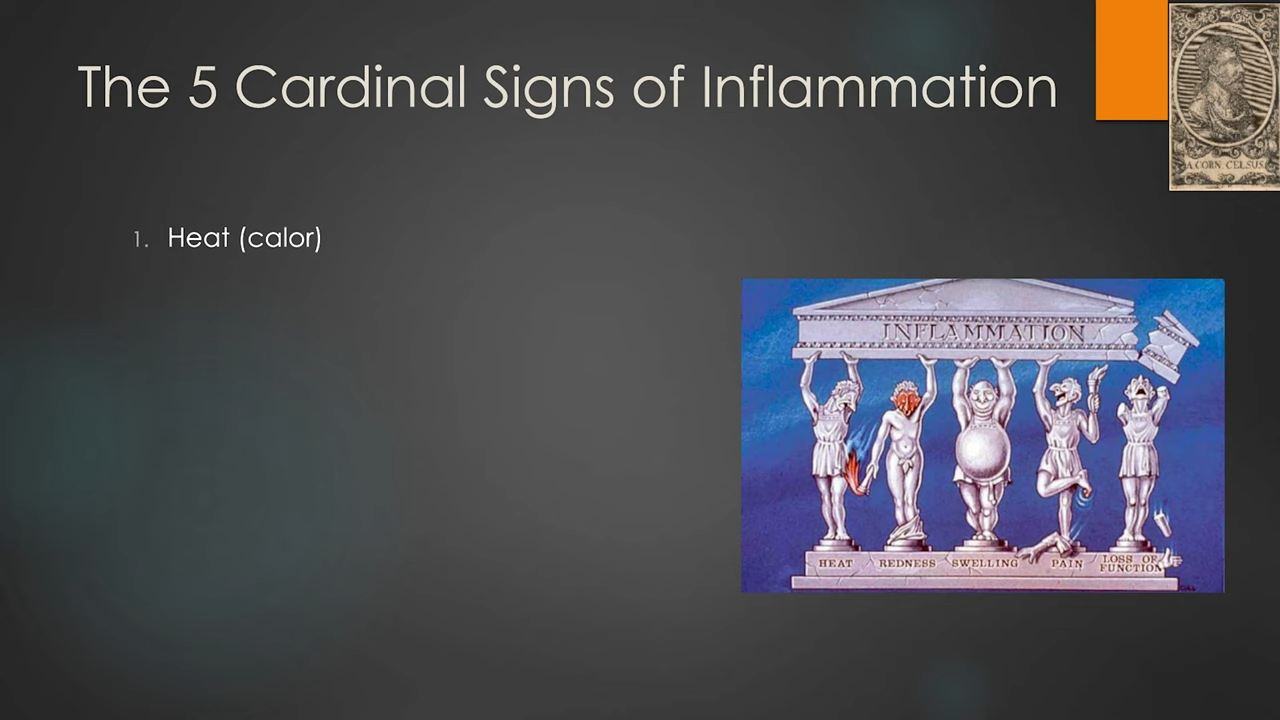 The 5 Cardinal Signs of Inflammation
A CORN CELSUS
1. Heat (calor)
INFLAMMATION
HEAT REDNESS SWELLING PAIN LOSS OF
FUNCTION